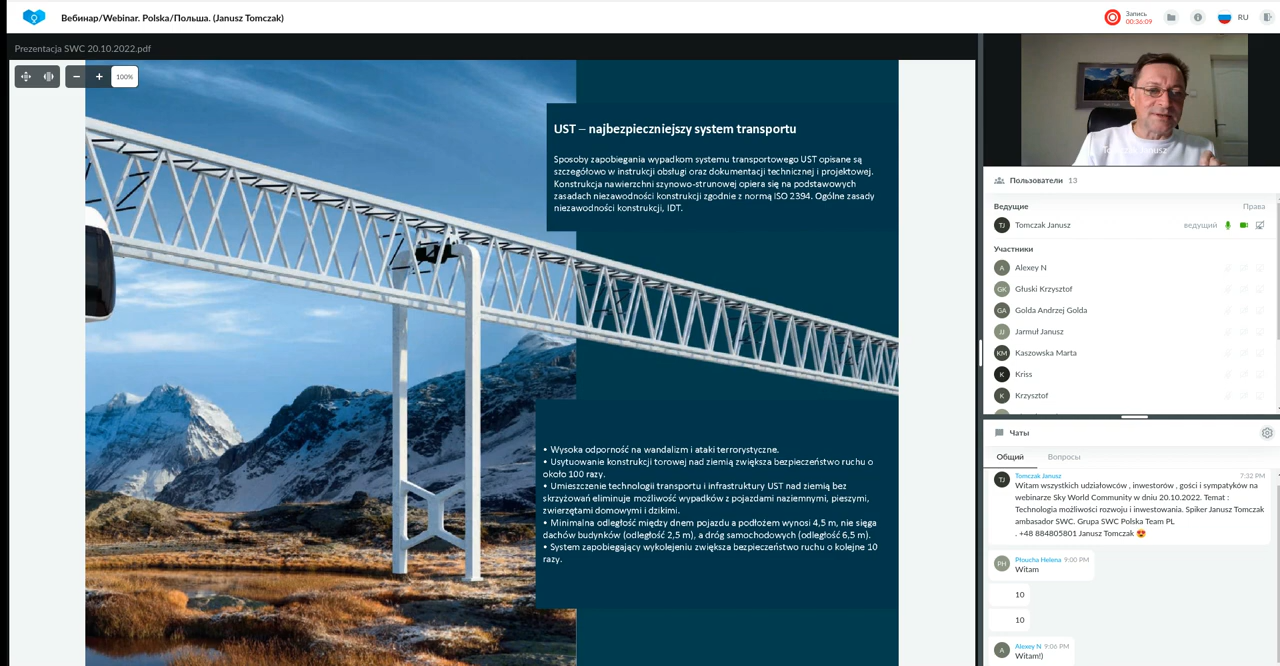 Вебинар/Webinar. Polska/Польша. (Janusz Tomczak)
Запись
00:36:09
RU
Prezentacja SWC 20.10.2022.pdf
100%
UST – najbezpieczniejszy system transportu
Sposoby zapobiegania wypadkom systemu transportowego UST opisane są
szczegółowo w instrukcji obsługi oraz dokumentacji technicznej i projektowej.
Konstrukcja nawierzchni szynowo-strunowej opiera się na podstawowych
zasadach niezawodności konstrukcji zgodnie z normą ISO 2394. Ogólne zasady
niezawodności konstrukcji, IDT.
• Wysoka odporność na wandalizm i ataki terrorystyczne.
• Usytuowanie konstrukcji torowej nad ziemią zwiększa bezpieczeństwo ruchu o
około 100 razy.
• Umieszczenie technologii transportu i infrastruktury UST nad ziemią bez
skrzyżowań eliminuje możliwość wypadków z pojazdami naziemnymi, pieszymi,
zwierzętami domowymi i dzikimi.
• Minimalna odległość między dnem pojazdu a podłożem wynosi 4,5 m, nie sięga
dachów budynków (odległość 2,5 m), a dróg samochodowych (odległość 6,5 m).
• System zapobiegający wykolejeniu zwiększa bezpieczeństwo ruchu o kolejne 10
razy.
Tomczak Janusz
Пользователи 13
Ведущие Права
TJ Tomczak Janusz ведущий
Участники
A Alexey N
GK Głuski Krzysztof
GA Golda Andrzej Golda
JJ Jarmuł Janusz
KM Kaszowska Marta
K Kriss
K Krzysztof
Чаты
Общий Вопросы
TJ Tomczak Janusz 7:32 PM
Witam wszystkich udziałowców , inwestorów , gości i sympatyków na
webinarze Sky World Community w dniu 20.10.2022. Temat :
Technologia możliwości rozwoju i inwestowania. Spiker Janusz Tomczak
ambasador SWC. Grupa SWC Polska Team PL
. +48 884805801 Janusz Tomczak 😍
PH Płoucha Helena 9:00 PM
Witam
10
10
A Alexey N 9:06 PM
Witam!)